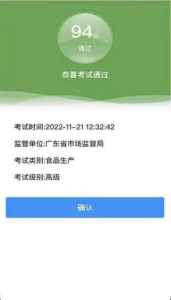 94分
通过
恭喜考试通过
考试时间:2022-11-21 12:32:42
监管单位:广东省市场监督局
考试类别:食品生产
考试级别:高级
确认